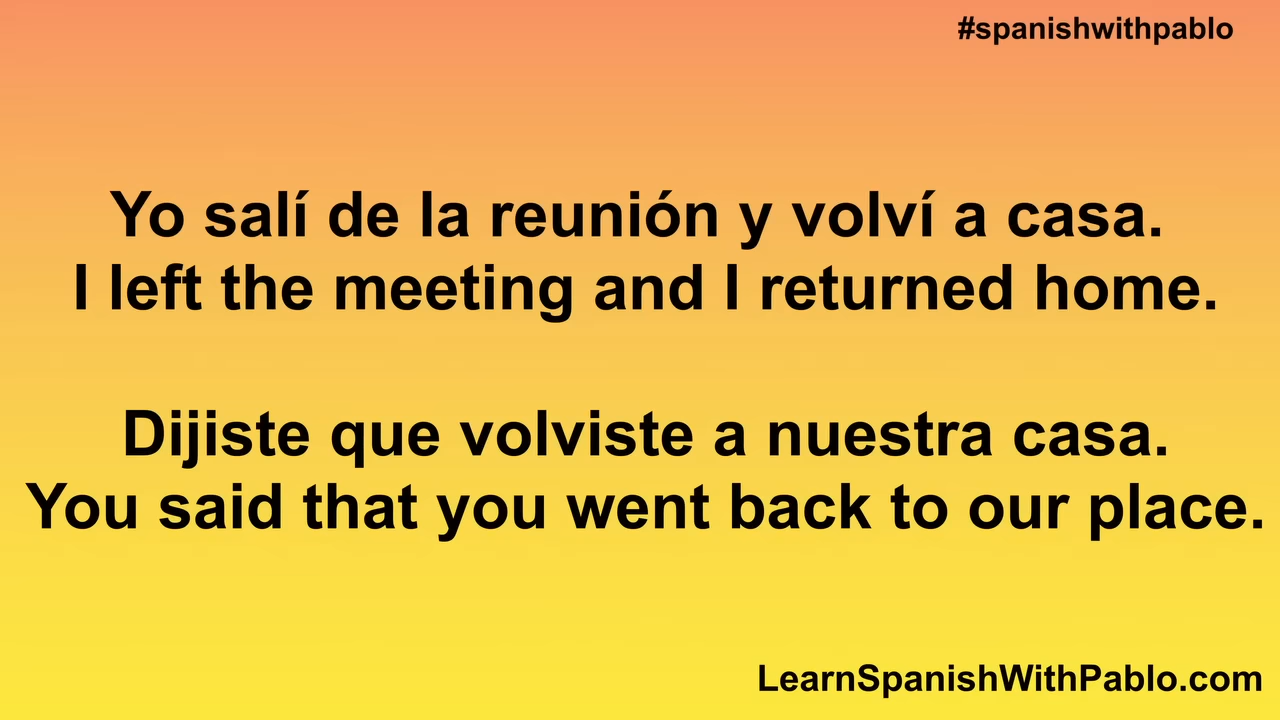 #spanishwithpablo
Yo salí de la reunión y volví a casa.
I left the meeting and I returned home.
Dijiste que volviste a nuestra casa.
You said that you went back to our place.
LearnSpanishWithPablo.com